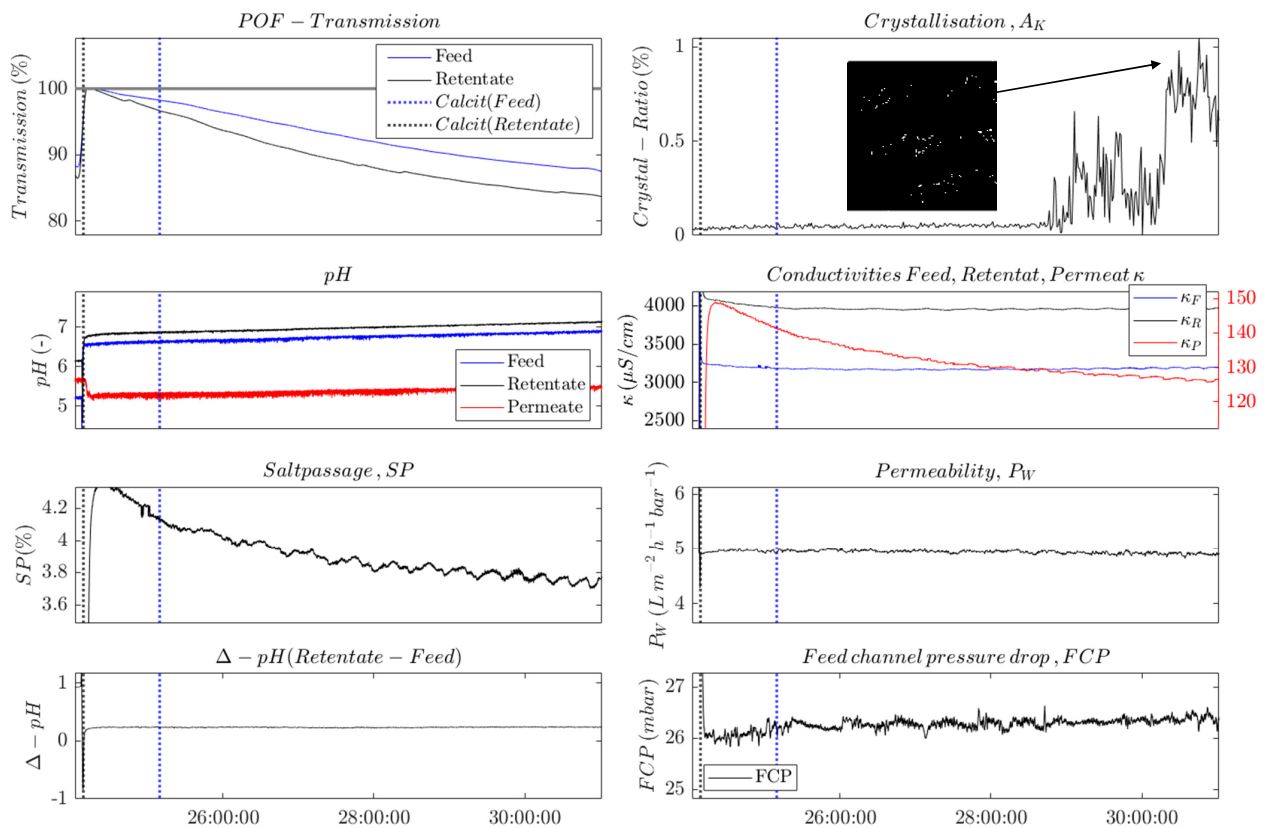 POF − Transmission
Transmission (%)
100
90
80
Feed
Retentate
Calcit(Feed)
Calcit(Retentate)
Crystallisation , A_K
Crystal − Ratio (%)
1
0.5
0
pH
pH (-)
7
6
5
Feed
Retentate
Permeate
Conductivities Feed, Retentat, Permeat κ
κ (μS/cm)
4000
3500
3000
2500
150
140
130
120
κ_F
κ_R
κ_P
Saltpassage , SP
SP(%)
4.2
4
3.8
3.6
Permeability, P_W
P_W (L m⁻² h⁻¹ bar⁻¹)
6
5
4
Δ − pH(Retentate − Feed)
Δ − pH
1
0
-1
26:00:00 28:00:00 30:00:00
Feed channel pressure drop , FCP
FCP (mbar)
27
26
25
FCP
26:00:00 28:00:00 30:00:00